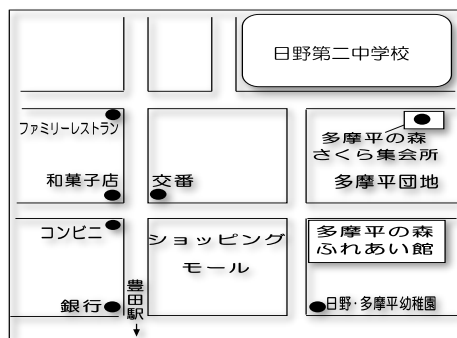 日野第二中学校
ファミリーレストラン
多摩平の森
さくら集会所
和菓子店
交番
多摩平団地
コンビニ
ショッピング
モール
多摩平の森
ふれあい館
豊田駅
銀行
日野・多摩平幼稚園